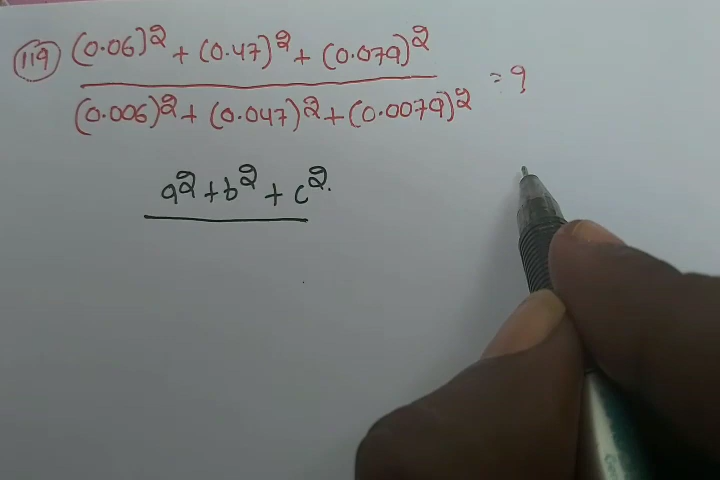 119 (0.06)² + (0.47)² + (0.079)²
(0.006)² + (0.047)² + (0.0079)² = ?
a² + b² + c².